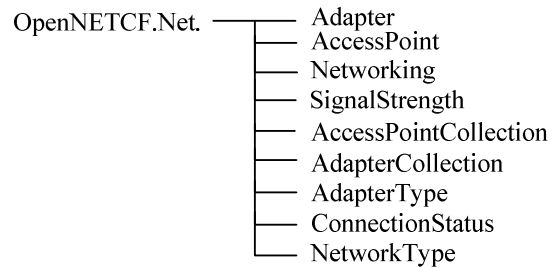 OpenNETCF.Net. Adapter
AccessPoint
Networking
SignalStrength
AccessPointCollection
AdapterCollection
AdapterType
ConnectionStatus
NetworkType